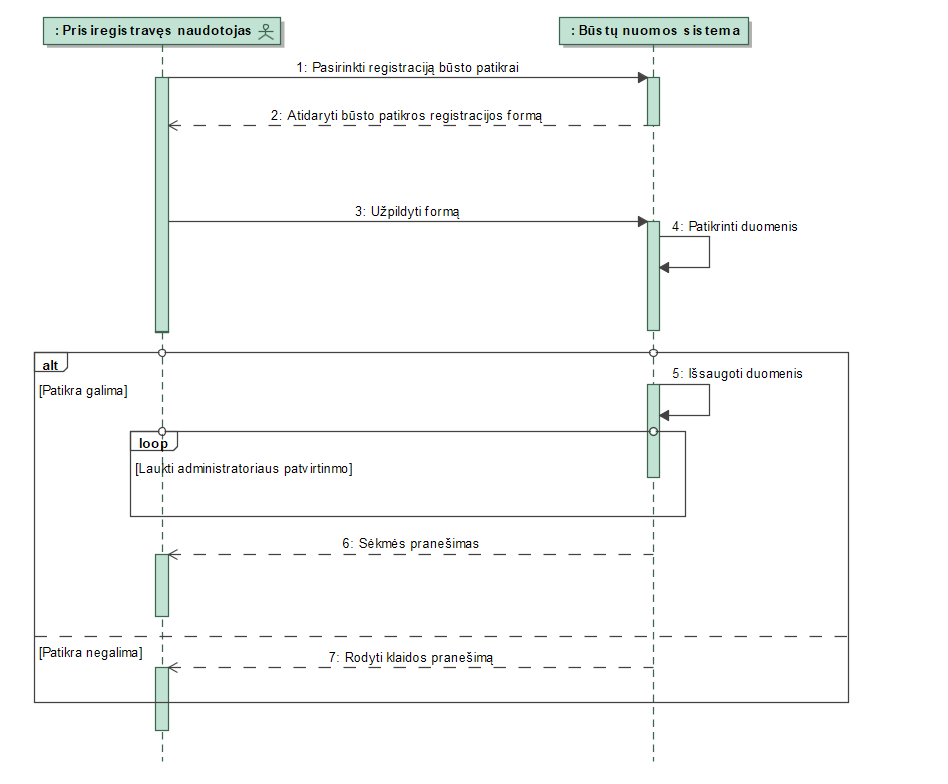 : Prisiregistravęs naudotojas
: Būstų nuomos sistema
1: Pasirinkti registraciją būsto patikrai
2: Atidaryti būsto patikros registracijos formą
3: Užpildyti formą
4: Patikrinti duomenis
alt
5: Išsaugoti duomenis
[Patikra galima]
loop
[Laukti administratoriaus patvirtinmo]
6: Sėkmės pranešimas
[Patikra negalima]
7: Rodyti klaidos pranešimą